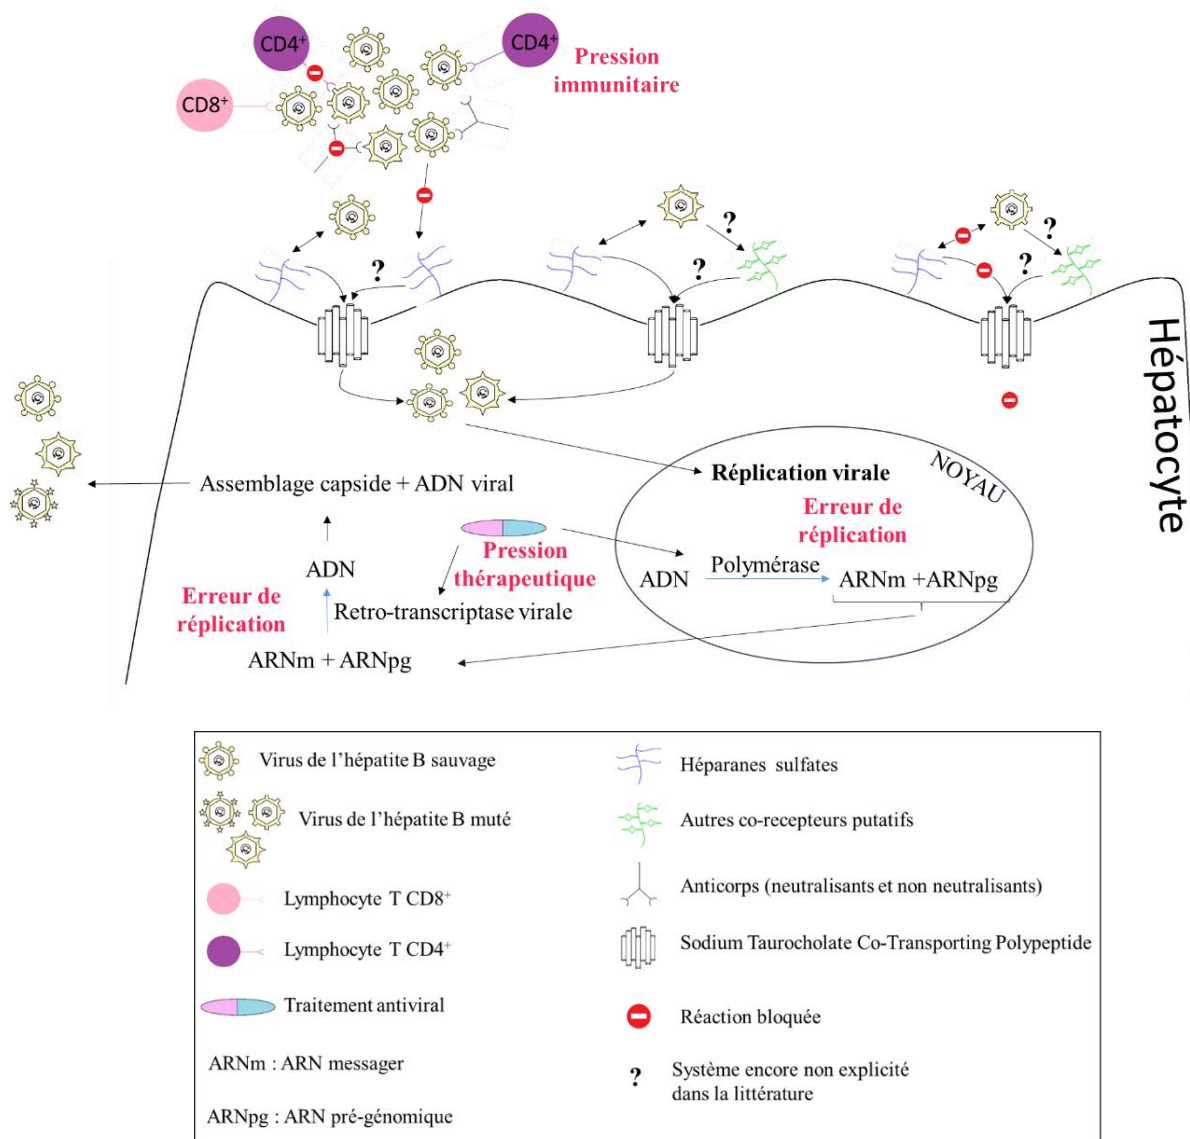 CD4⁺
CD4⁺
Pression
immunitaire
CD8⁺
?
?
?
?
?
Hépatocyte
NOYAU
Réplication virale
Assemblage capside + ADN viral
Erreur de
réplication
Pression
thérapeutique
ADN
Polymérase
ARNm +ARNpg
ADN
Erreur de
réplication
Retro-transcriptase virale
ARNm + ARNpg
Virus de l’hépatite B sauvage
Virus de l’hépatite B muté
Lymphocyte T CD8⁺
Lymphocyte T CD4⁺
Traitement antiviral
ARNm : ARN messager
ARNpg : ARN pré-génomique
Héparanes sulfates
Autres co-recepteurs putatifs
Anticorps (neutralisants et non neutralisants)
Sodium Taurocholate Co-Transporting Polypeptide
Réaction bloquée
?
Système encore non explicité
dans la littérature